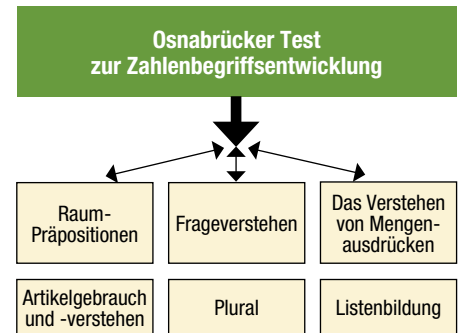 Osnabrücker Test
zur Zahlenbegriffsentwicklung
Raum-
Präpositionen
Frageverstehen
Das Verstehen
von Mengen-
ausdrücken
Artikelgebrauch
und -verstehen
Plural
Listenbildung